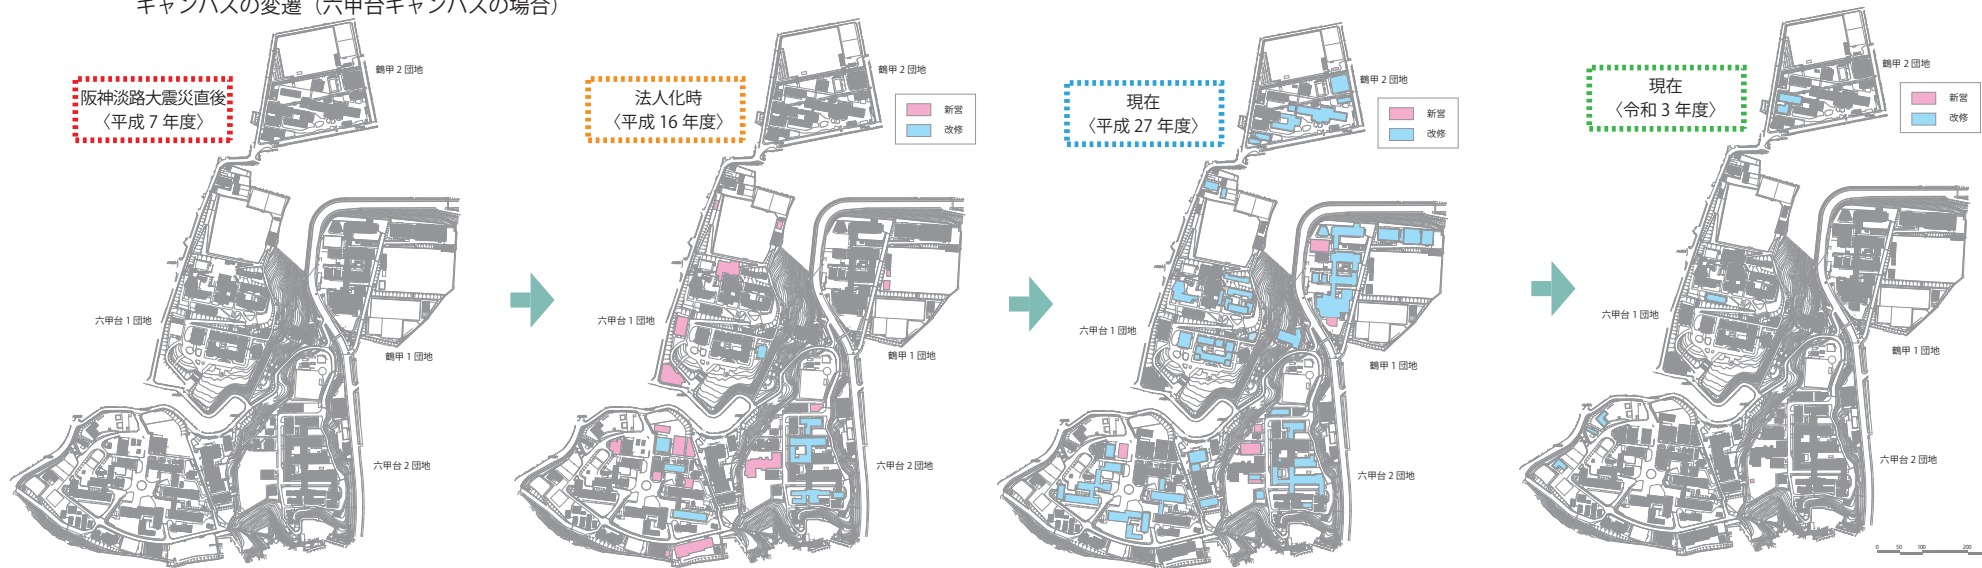 キャンパスの変遷（六甲台キャンパスの場合）
阪神淡路大震災直後
〈平成 7 年度〉
鶴甲 2 団地
六甲台 1 団地
鶴甲 1 団地
六甲台 2 団地
法人化時
〈平成 16 年度〉
鶴甲 2 団地
新営
改修
六甲台 1 団地
鶴甲 1 団地
六甲台 2 団地
現在
〈平成 27 年度〉
鶴甲 2 団地
新営
改修
六甲台 1 団地
鶴甲 1 団地
六甲台 2 団地
現在
〈令和 3 年度〉
鶴甲 2 団地
新営
改修
六甲台 1 団地
鶴甲 1 団地
六甲台 2 団地
0 50 100 200